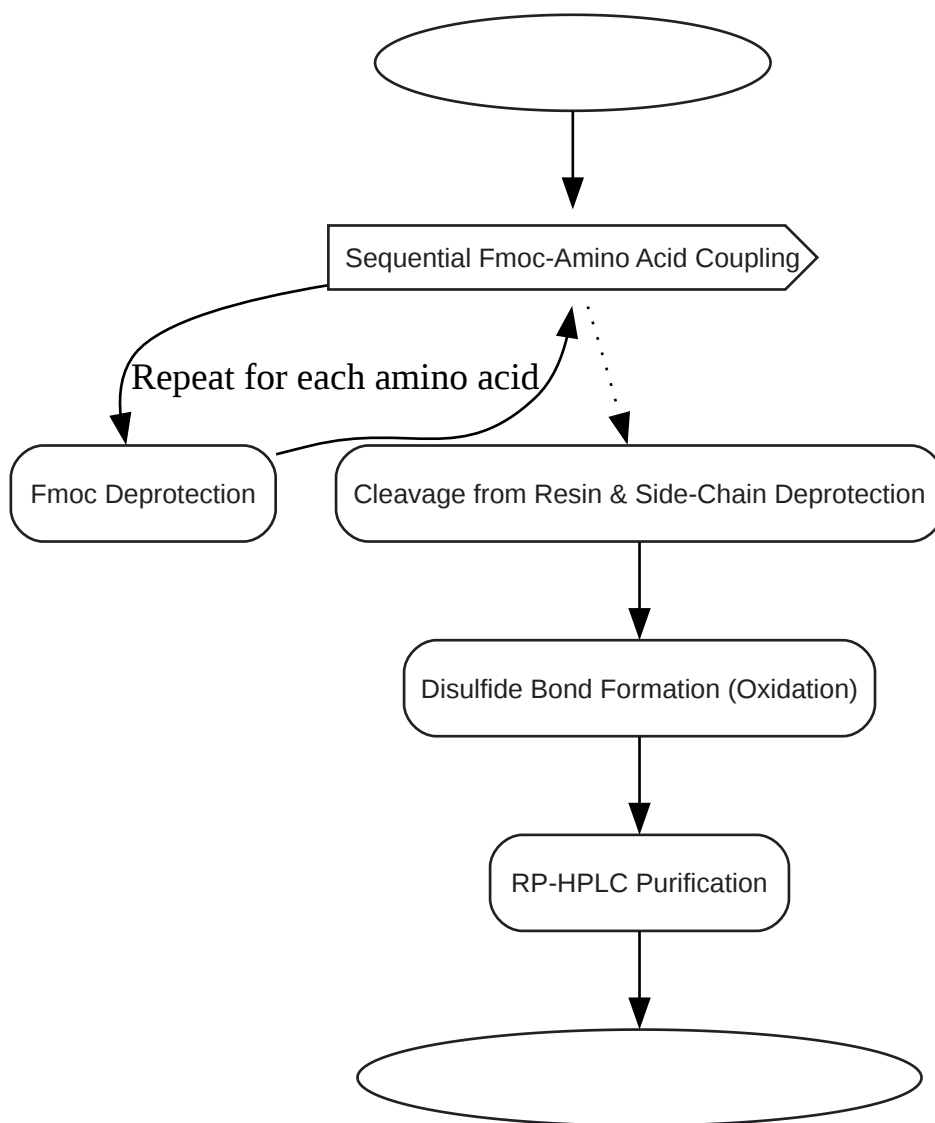 Sequential Fmoc-Amino Acid Coupling
Repeat for each amino acid
Fmoc Deprotection
Cleavage from Resin & Side-Chain Deprotection
Disulfide Bond Formation (Oxidation)
RP-HPLC Purification